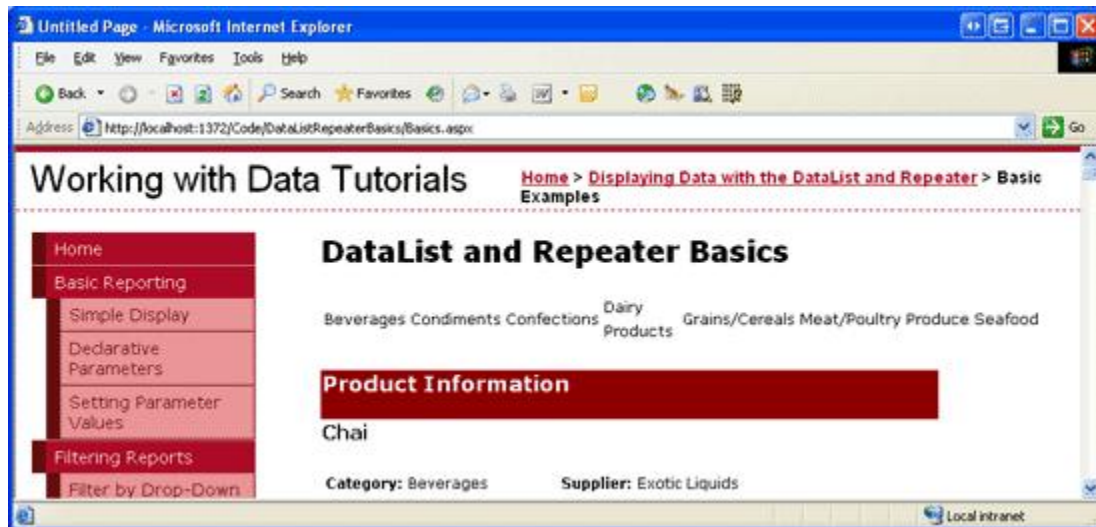 Untitled Page - Microsoft Internet Explorer
File Edit View Favorites Tools Help
Back Search Favorites
Address http://localhost:1372/Code/DataListRepeaterBasics/Basics.aspx Go
Working with Data Tutorials
Home > Displaying Data with the DataList and Repeater > Basic
Examples
Home
Basic Reporting
Simple Display
Declarative
Parameters
Setting Parameter
Values
Filtering Reports
Filter by Drop-Down
DataList and Repeater Basics
Beverages Condiments Confections Dairy Products Grains/Cereals Meat/Poultry Produce Seafood
Product Information
Chai
Category: Beverages Supplier: Exotic Liquids
Local intranet